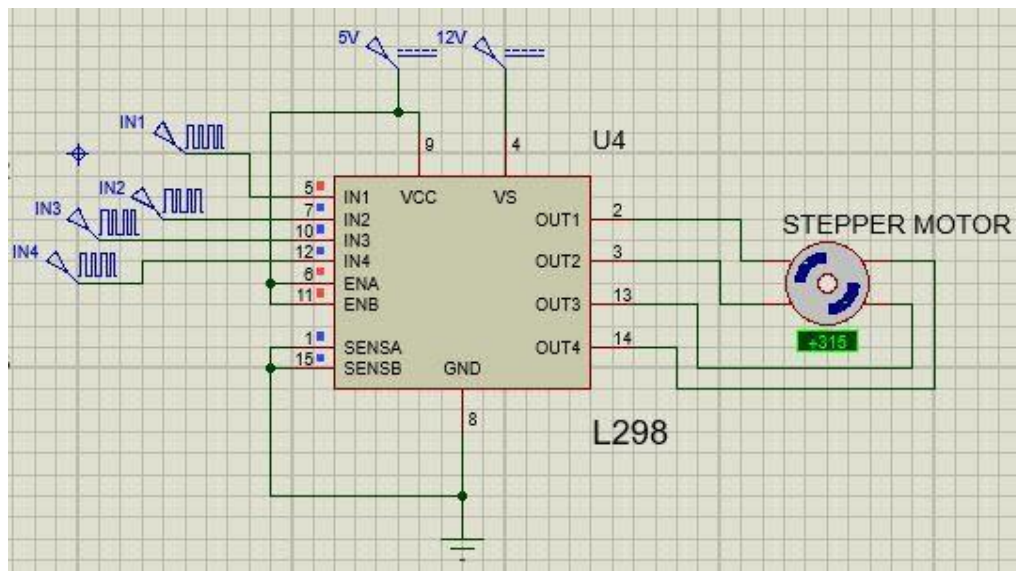 5V
12V
IN1
IN2
IN3
IN4
9
4
U4
5
7
10
12
6
11
1
15
IN1
IN2
IN3
IN4
ENA
ENB
SENSA
SENSB
VCC
VS
GND
OUT1
OUT2
OUT3
OUT4
2
3
13
14
8
STEPPER MOTOR
+315
L298